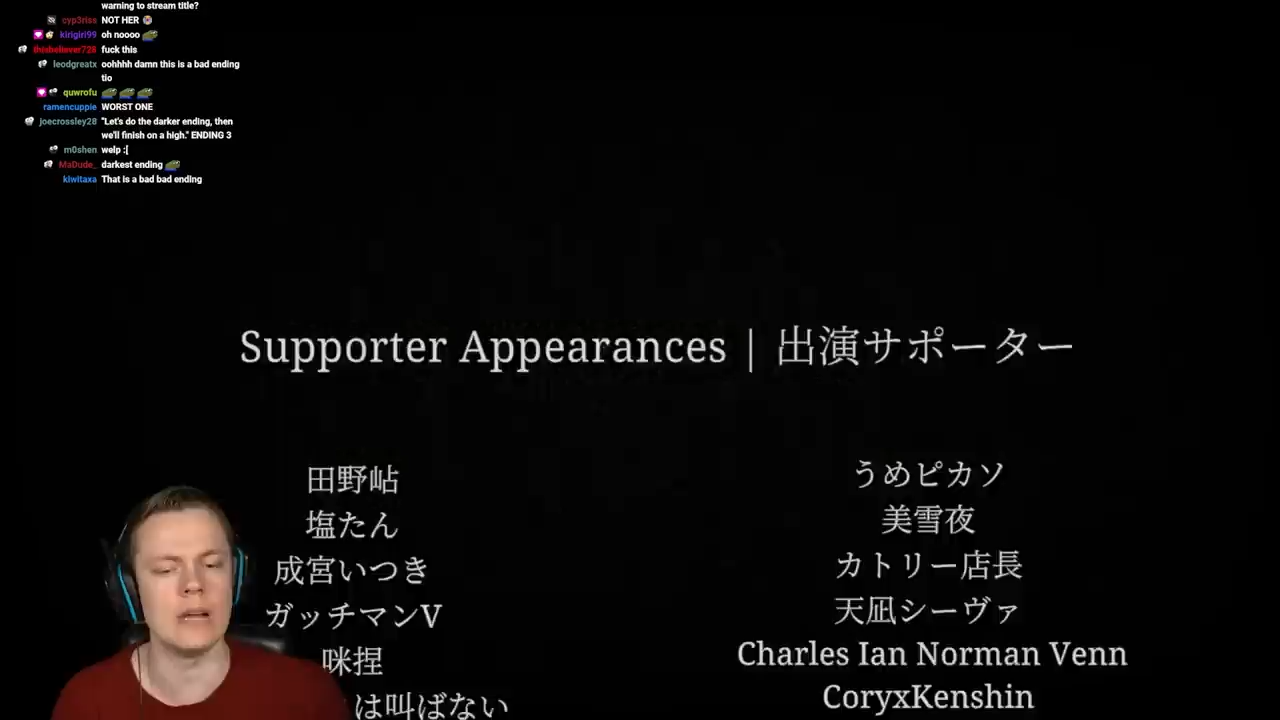 warning to stream title?
cyp3riss NOT HER
kirigiri99 oh noooo
thisbeliever728 fuck this
leodgreatx oohhhh damn this is a bad ending
tio
quwrofu
ramencuppie WORST ONE
joecrossley28 "Let's do the darker ending, then
we'll finish on a high." ENDING 3
m0shen welp :[
MaDude_ darkest ending
kiwitaxa That is a bad bad ending
Supporter Appearances | 出演サポーター
田野岾
うめピカソ
塩たん
美雪夜
成宮いつき
カトリー店長
ガッチマンV
天凪シーヴァ
咪捏
Charles Ian Norman Venn
は叫ばない
CoryxKenshin